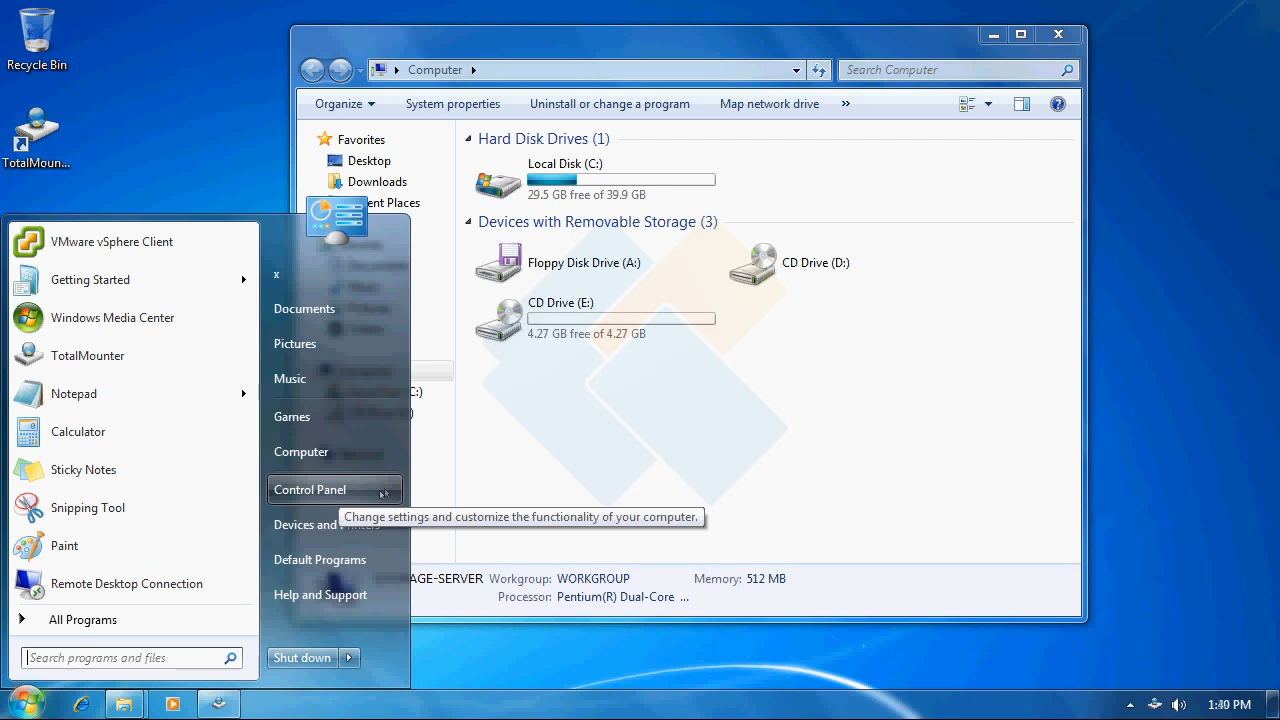 Recycle Bin
TotalMoun...
Computer
Search Computer
Organize
System properties
Uninstall or change a program
Map network drive
»
Favorites
Desktop
Downloads
ent Places
C:)
)
Hard Disk Drives (1)
Local Disk (C:)
29.5 GB free of 39.9 GB
Devices with Removable Storage (3)
Floppy Disk Drive (A:)
CD Drive (D:)
CD Drive (E:)
4.27 GB free of 4.27 GB
AGE-SERVER Workgroup: WORKGROUP Memory: 512 MB
Processor: Pentium(R) Dual-Core ...
VMware vSphere Client
Getting Started
Windows Media Center
TotalMounter
Notepad
Calculator
Sticky Notes
Snipping Tool
Paint
Remote Desktop Connection
All Programs
Search programs and files
x
Documents
Pictures
Music
Games
Computer
Control Panel
Change settings and customize the functionality of your computer.
Devices and Printers
Default Programs
Help and Support
Shut down